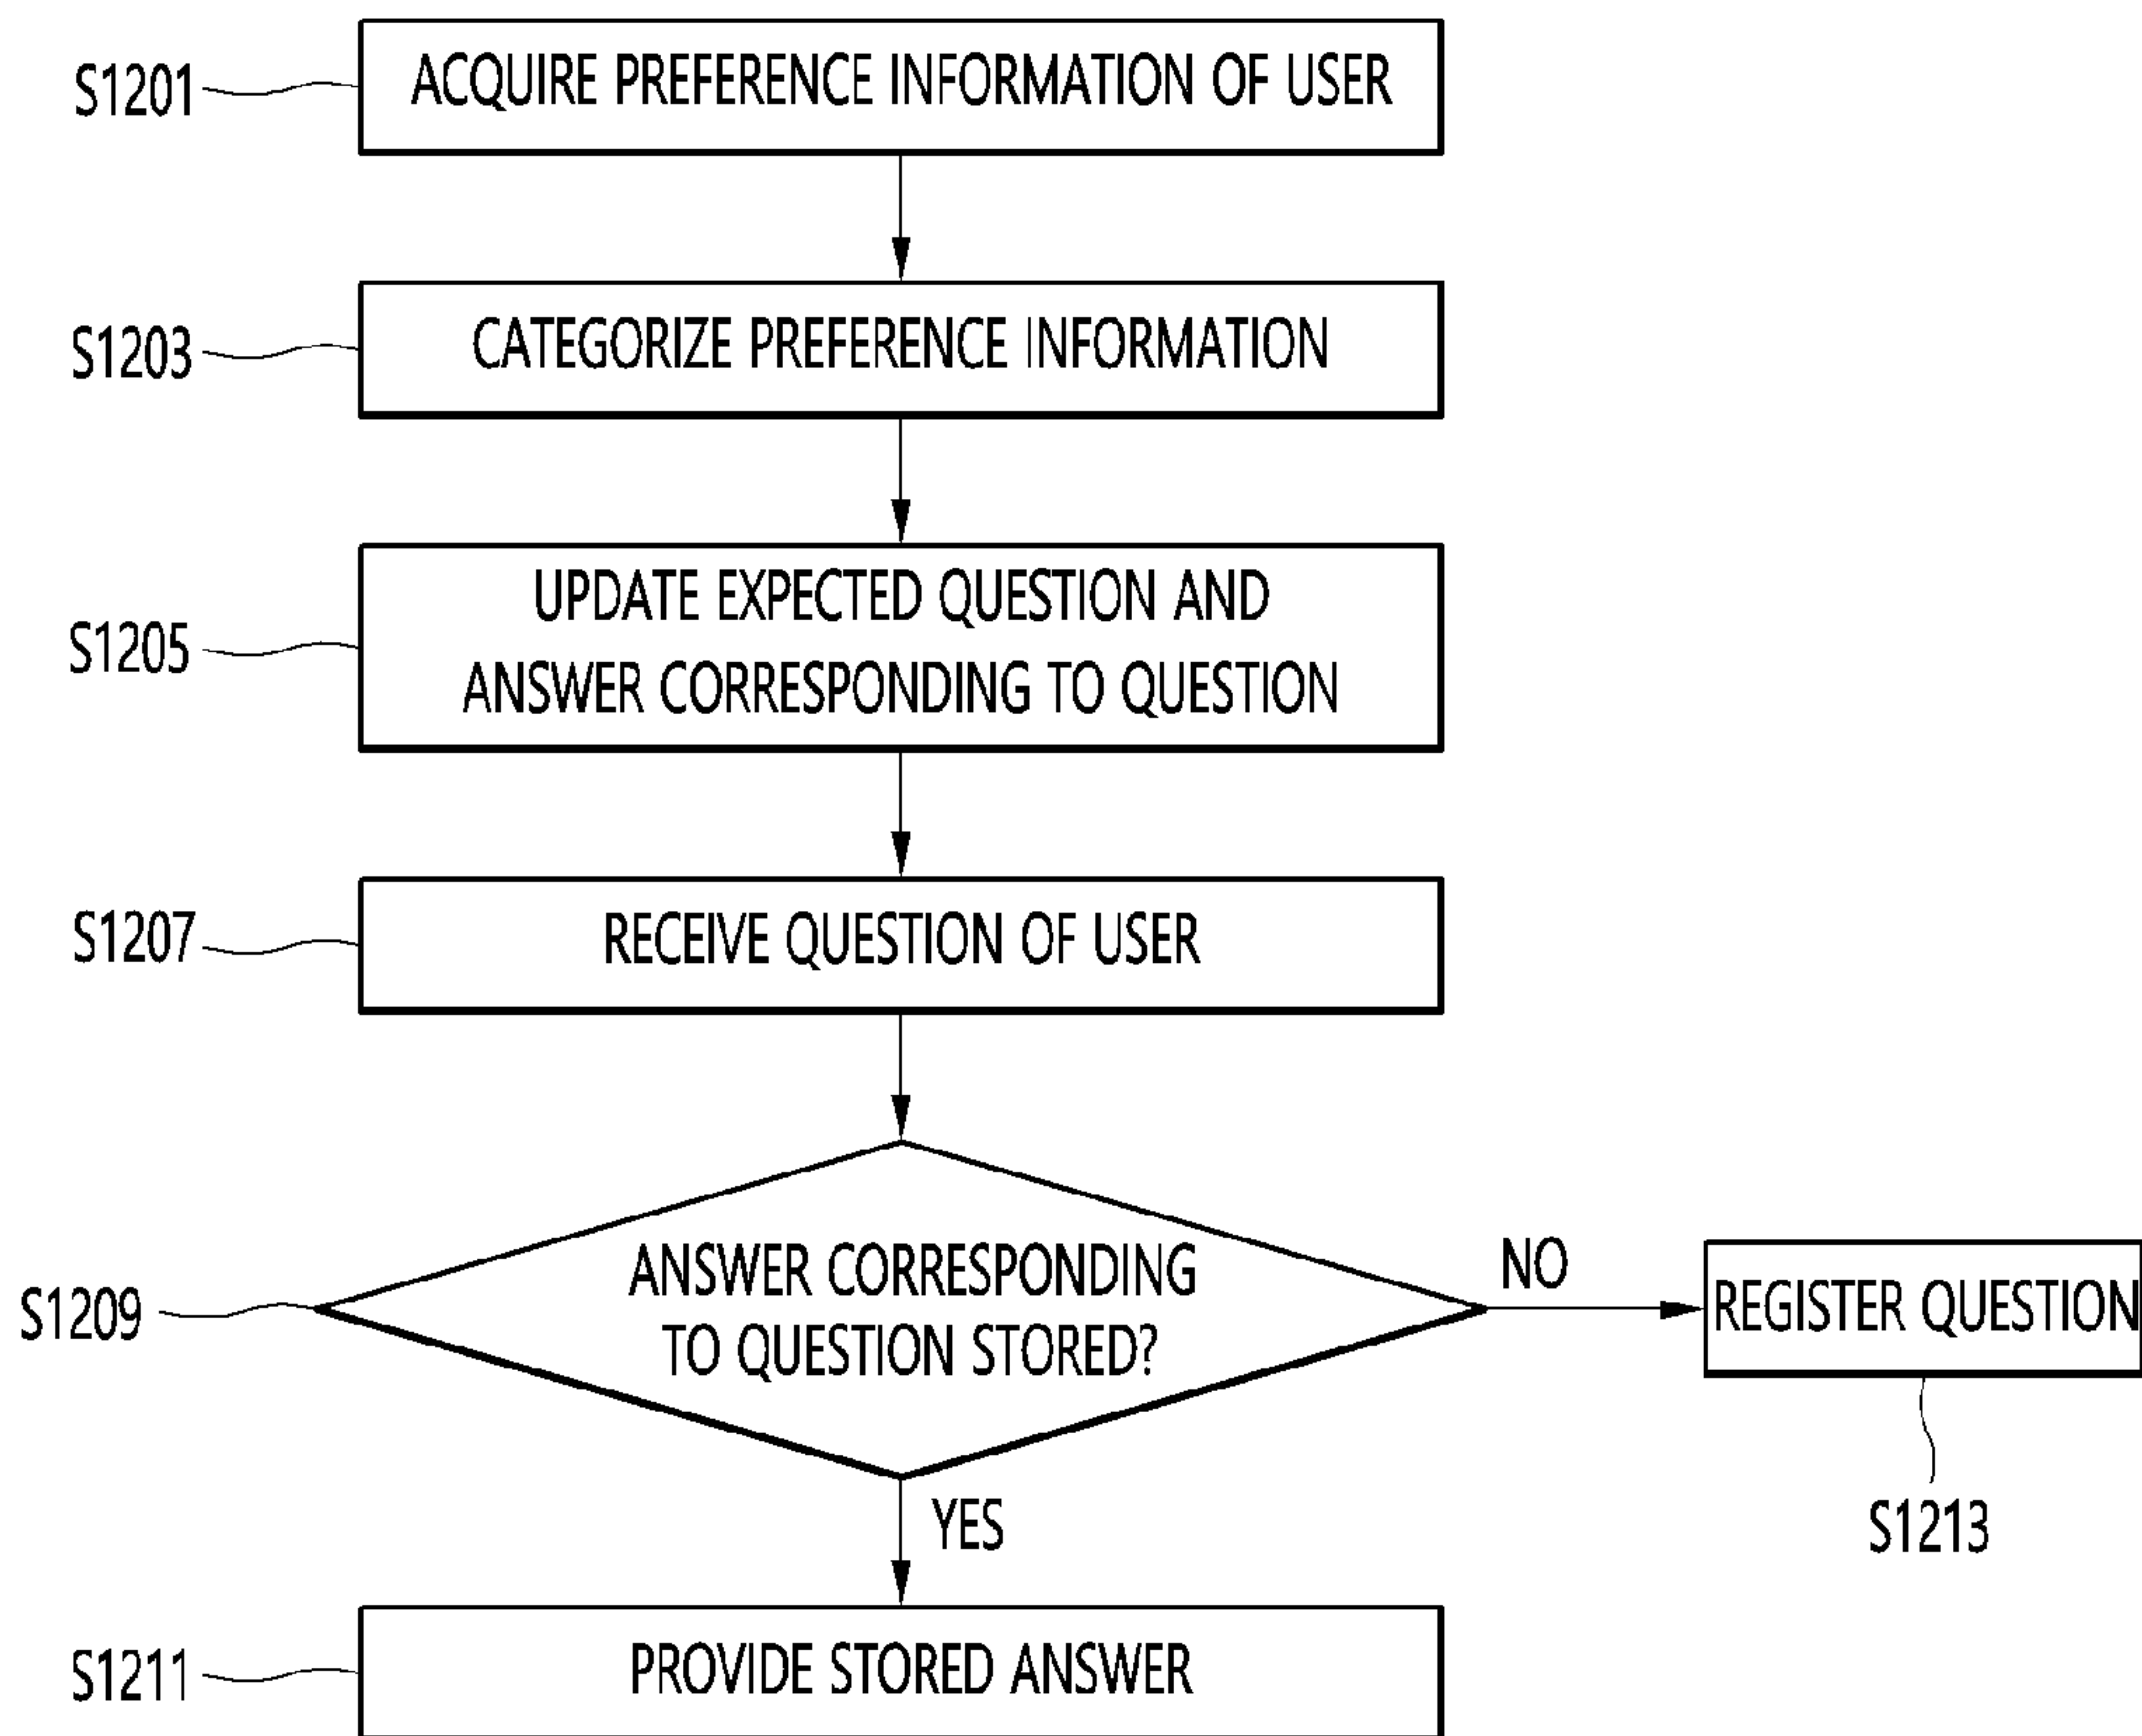 S1201
ACQUIRE PREFERENCE INFORMATION OF USER
S1203
CATEGORIZE PREFERENCE INFORMATION
S1205
UPDATE EXPECTED QUESTION AND
ANSWER CORRESPONDING TO QUESTION
S1207
RECEIVE QUESTION OF USER
S1209
ANSWER CORRESPONDING
TO QUESTION STORED?
NO
REGISTER QUESTION
S1213
YES
S1211
PROVIDE STORED ANSWER